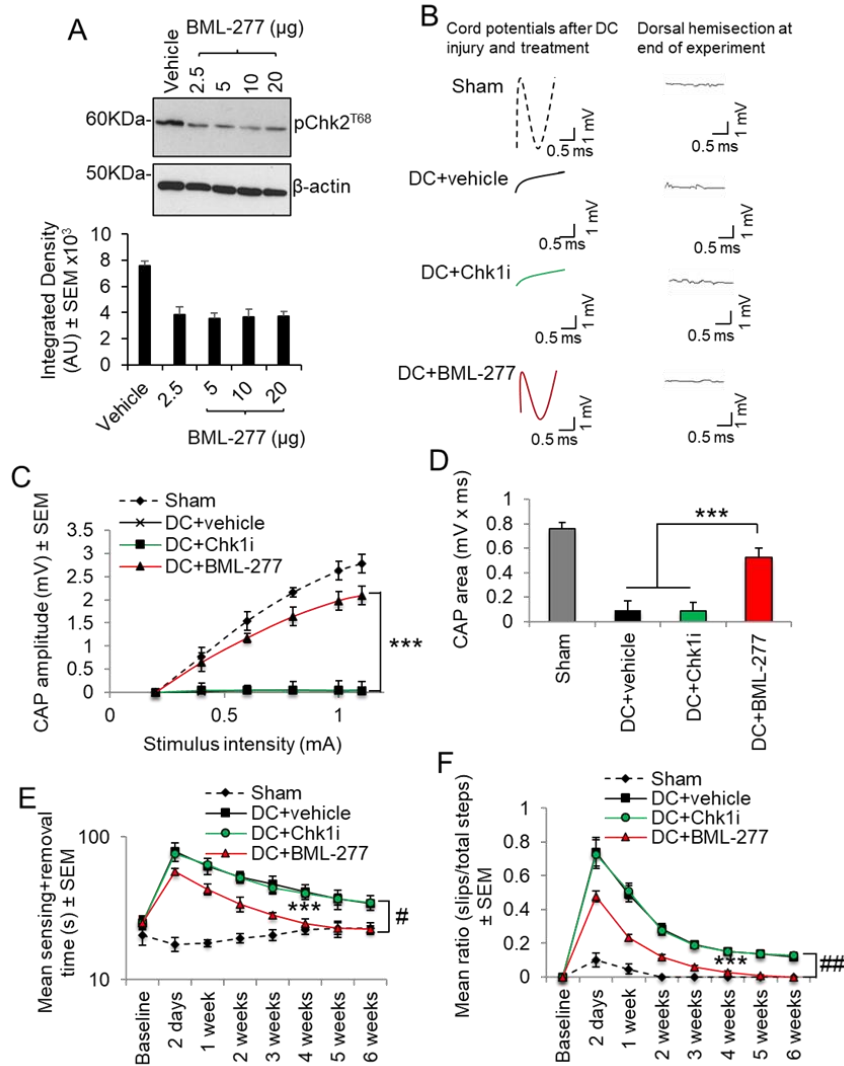 A
BML-277 (µg)
Vehicle
2.5
5
10
20
60KDa-
pChk2T68
50KDa-
β-actin
Integrated Density
(AU) ± SEM x10³
10
8
6
4
2
0
Vehicle
2.5
5
10
20
BML-277 (µg)
B
Cord potentials after DC
injury and treatment
Dorsal hemisection at
end of experiment
Sham
0.5 ms
1 mV
0.5 ms
1 mV
DC+vehicle
0.5 ms
1 mV
0.5 ms
1 mV
DC+Chk1i
0.5 ms
1 mV
0.5 ms
1 mV
DC+BML-277
0.5 ms
1 mV
0.5 ms
1 mV
C
Sham
DC+vehicle
DC+Chk1i
DC+BML-277
CAP amplitude (mV) ± SEM
3.5
3
2.5
2
1.5
1
0.5
0
***
0
0.5
1
Stimulus intensity (mA)
D
CAP area (mV x ms)
1
0.8
0.6
0.4
0.2
0
***
Sham
DC+vehicle
DC+Chk1i
DC+BML-277
E
Sham
DC+vehicle
DC+Chk1i
DC+BML-277
Mean sensing+removal
time (s) ± SEM
100
10
***
#
Baseline
2 days
1 week
2 weeks
3 weeks
4 weeks
5 weeks
6 weeks
F
Sham
DC+vehicle
DC+Chk1i
DC+BML-277
Mean ratio (slips/total steps)
± SEM
1
0.8
0.6
0.4
0.2
0
***
##
Baseline
2 days
1 week
2 weeks
3 weeks
4 weeks
5 weeks
6 weeks